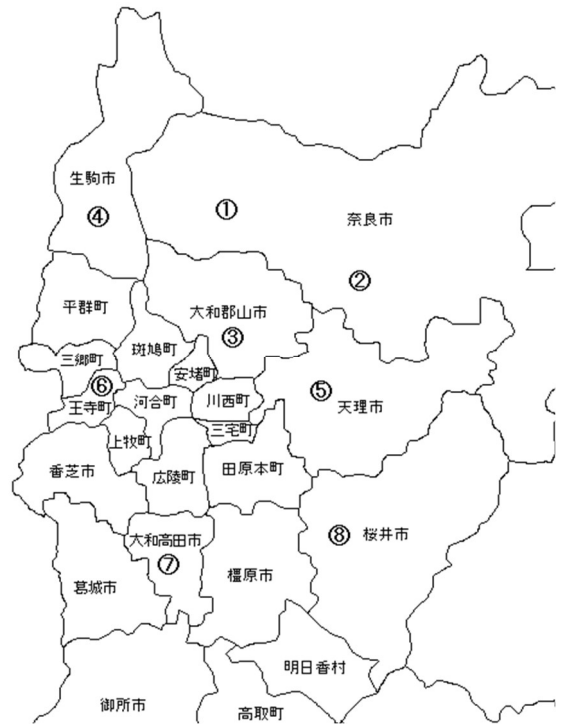 生駒市
④
①
奈良市
②
平群町
大和郡山市
③
斑鳩町
三郷町
安堵町
⑥
⑤
王寺町
河合町
川西町
天理市
三宅町
上牧町
香芝市
広陵町
田原本町
大和高田市
⑧
桜井市
⑦
橿原市
葛城市
明日香村
御所市
高取町